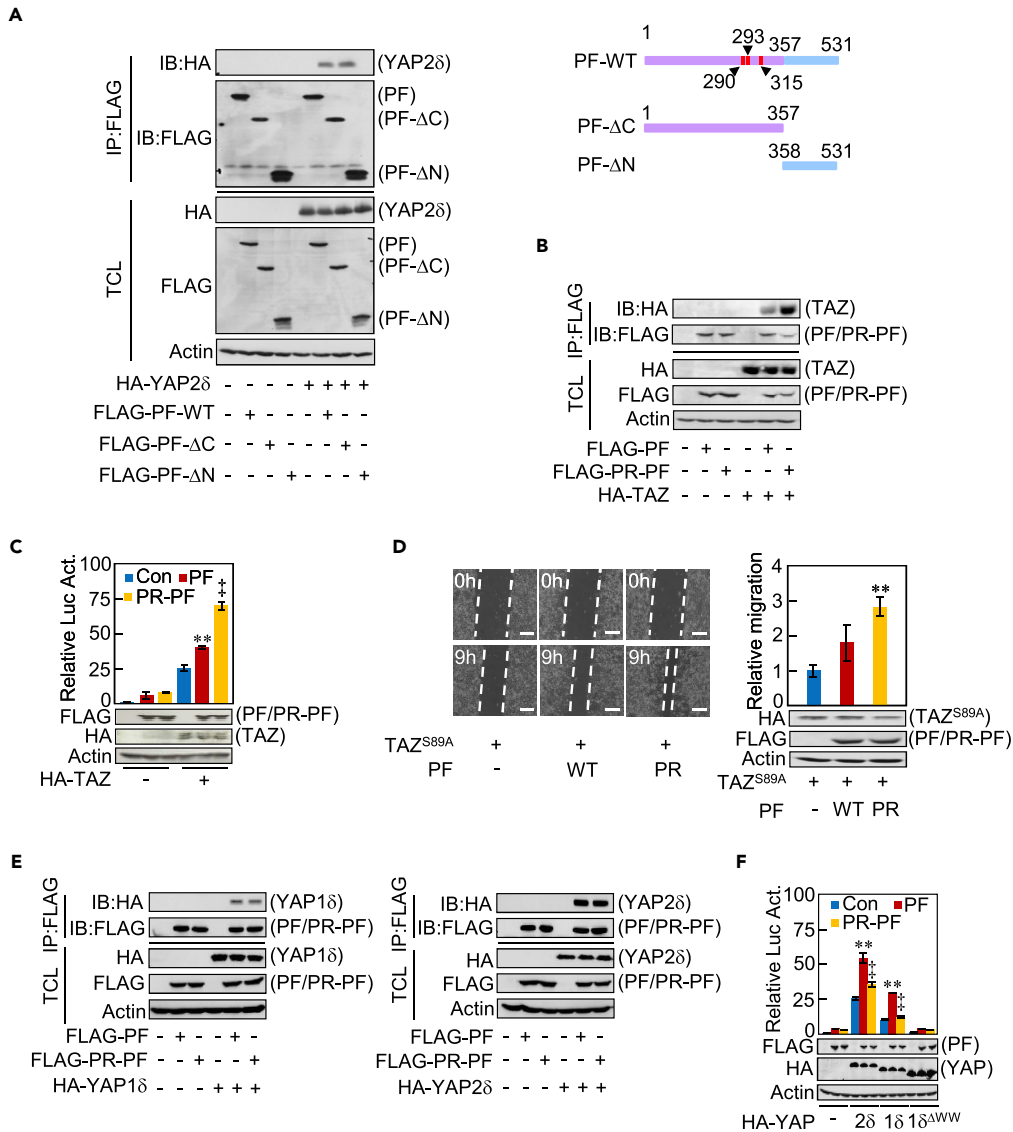 A
IP:FLAG
IB:HA
(YAP2δ)
IB:FLAG
(PF)
(PF-ΔC)
(PF-ΔN)
TCL
HA
(YAP2δ)
FLAG
(PF)
(PF-ΔC)
(PF-ΔN)
Actin
HA-YAP2δ - - - - + + + +
FLAG-PF-WT - + - - - + - -
FLAG-PF-ΔC - - + - - - + -
FLAG-PF-ΔN - - - + - - - +
1 293 357 531
PF-WT
290 315
1 357
PF-ΔC
358 531
PF-ΔN
B
IP:FLAG
IB:HA (TAZ)
IB:FLAG (PF/PR-PF)
TCL
HA (TAZ)
FLAG (PF/PR-PF)
Actin
FLAG-PF - + - - + -
FLAG-PR-PF - - + - - +
HA-TAZ - - - + + +
C
Relative Luc Act.
100
75
50
25
0
Con PF
PR-PF
**
‡
FLAG (PF/PR-PF)
HA (TAZ)
Actin
HA-TAZ - +
D
0h 0h 0h
9h 9h 9h
TAZS89A + + +
PF - WT PR
Relative migration
4
3
2
1
0
**
HA (TAZS89A)
FLAG (PF/PR-PF)
Actin
TAZS89A + + +
PF - WT PR
E
IP:FLAG
IB:HA (YAP1δ)
IB:FLAG (PF/PR-PF)
TCL
HA (YAP1δ)
FLAG (PF/PR-PF)
Actin
FLAG-PF - + - - + -
FLAG-PR-PF - - + - - +
HA-YAP1δ - - - + + +
IP:FLAG
IB:HA (YAP2δ)
IB:FLAG (PF/PR-PF)
TCL
HA (YAP2δ)
FLAG (PF/PR-PF)
Actin
FLAG-PF - + - - + -
FLAG-PR-PF - - + - - +
HA-YAP2δ - - - + + +
F
Relative Luc Act.
100
75
50
25
0
Con PF
PR-PF
** ‡ ** ‡
FLAG (PF)
HA (YAP)
Actin
HA-YAP - 2δ 1δ 1δΔWW